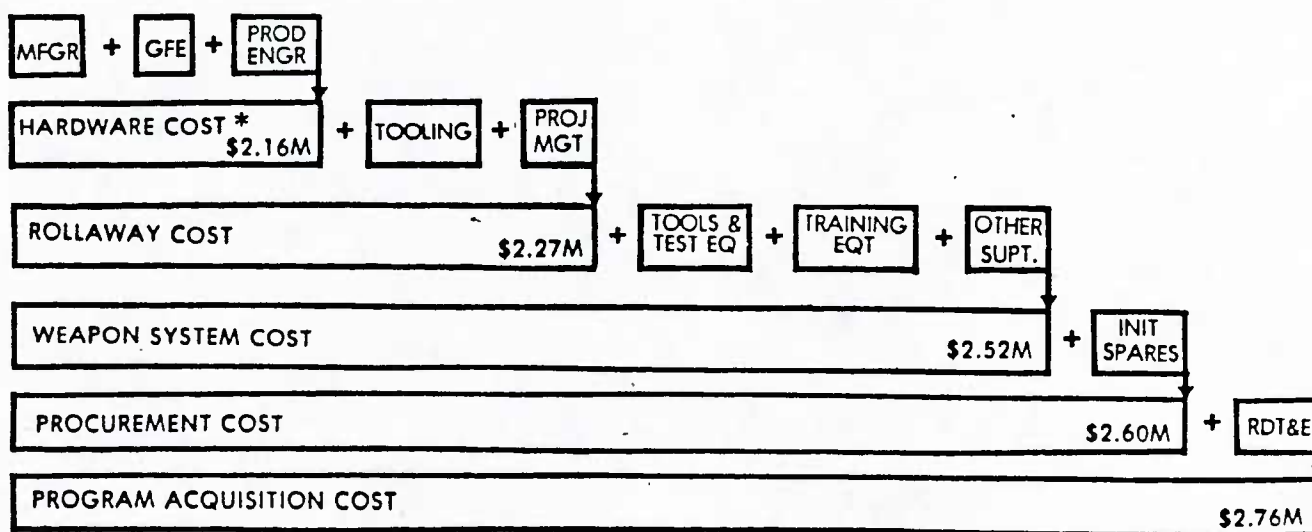 MFGR + GFE + PROD
ENGR
HARDWARE COST * + TOOLING + PROJ
$2.16M MGT
ROLLAWAY COST $2.27M + TOOLS &
TEST EQ + TRAINING
EQT + OTHER
SUPT.
WEAPON SYSTEM COST $2.52M + INIT
SPARES
PROCUREMENT COST $2.60M + RDT&E
PROGRAM ACQUISITION COST $2.76M